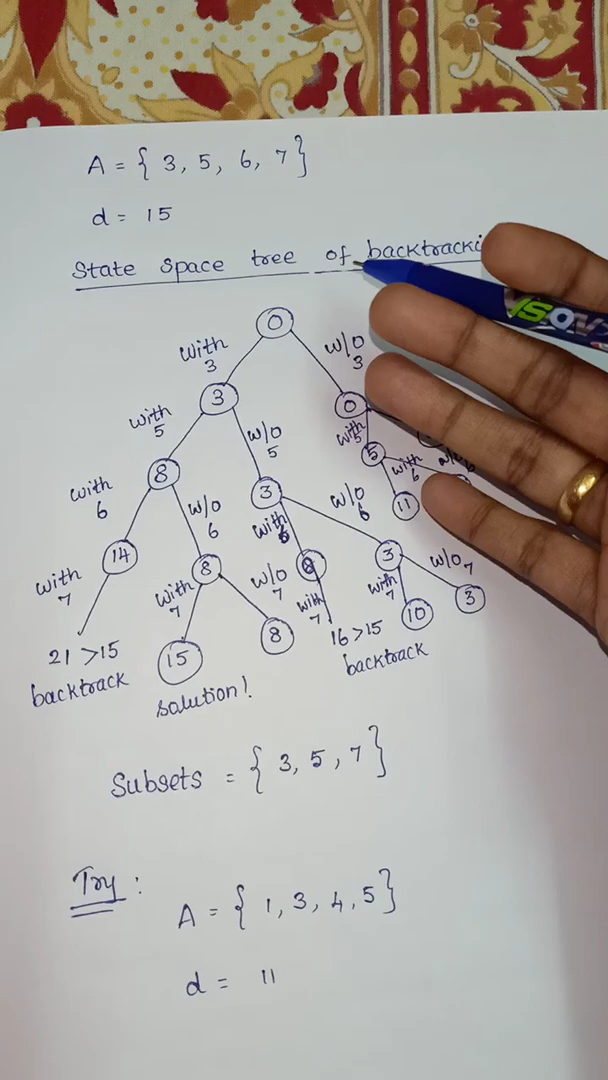 A = { 3, 5, 6, 7 }
d = 15
State space tree of backtracki
0
with 3
w/o 3
3
0
with 5
w/o 5
with 5
8
3
5
with 6
w/o 6
with 6
w/o 6
with 6
w/o 6
14
8
3
11
with 7
with 7
w/o 7
with 7
with 7
w/o 7
21 > 15
backtrack
15
8
16 > 15
backtrack
10
3
solution!
Subsets = { 3, 5, 7 }
Try :
A = { 1, 3, 4, 5 }
d = 11